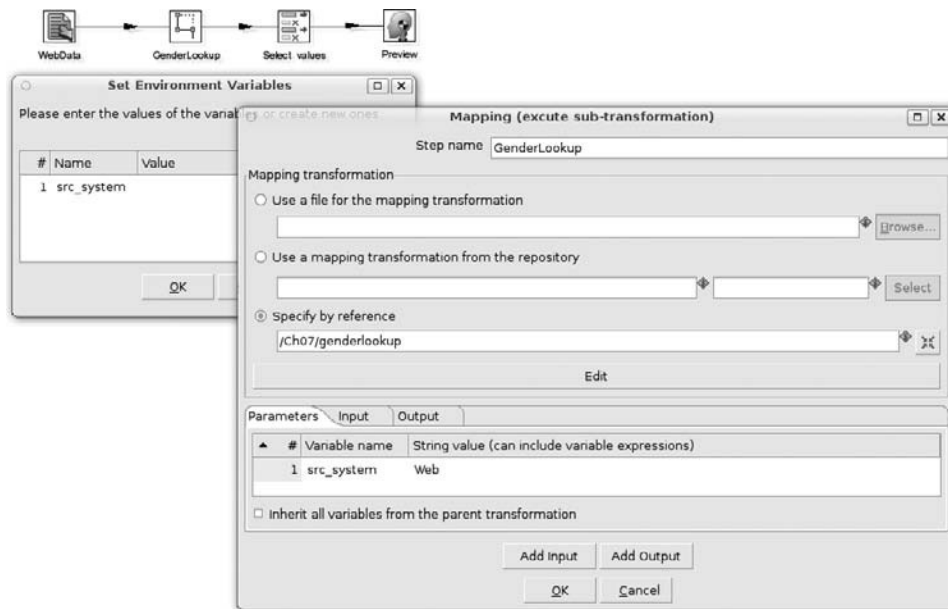 WebData
GenderLookup
Select values
Preview
Set Environment Variables
Please enter the values of the variables or create new ones.
# Name Value
1 src_system
OK
Mapping (excute sub-transformation)
Step name GenderLookup
Mapping transformation
Use a file for the mapping transformation
Browse...
Use a mapping transformation from the repository
Select
Specify by reference
/Ch07/genderlookup
Edit
Parameters Input Output
# Variable name String value (can include variable expressions)
1 src_system Web
Inherit all variables from the parent transformation
Add Input Add Output
OK Cancel